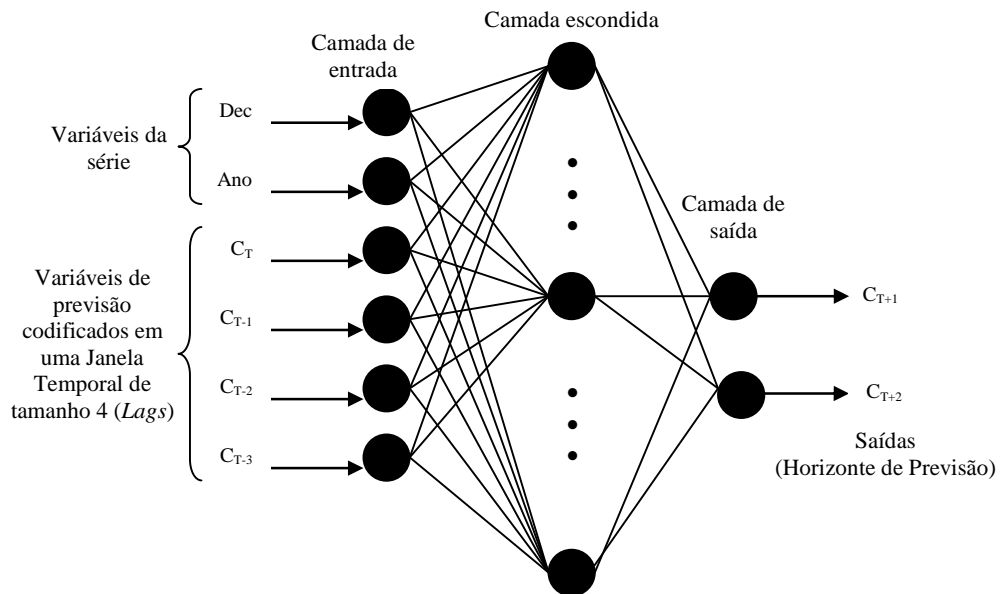 Camada escondida
Camada de
entrada
Dec
Variáveis da
série
Ano
Camada de
saída
C_T
Variáveis de
previsão
codificados em
uma Janela
Temporal de
tamanho 4 (Lags)
C_T-1
C_T-2
C_T-3
C_T+1
C_T+2
Saídas
(Horizonte de Previsão)